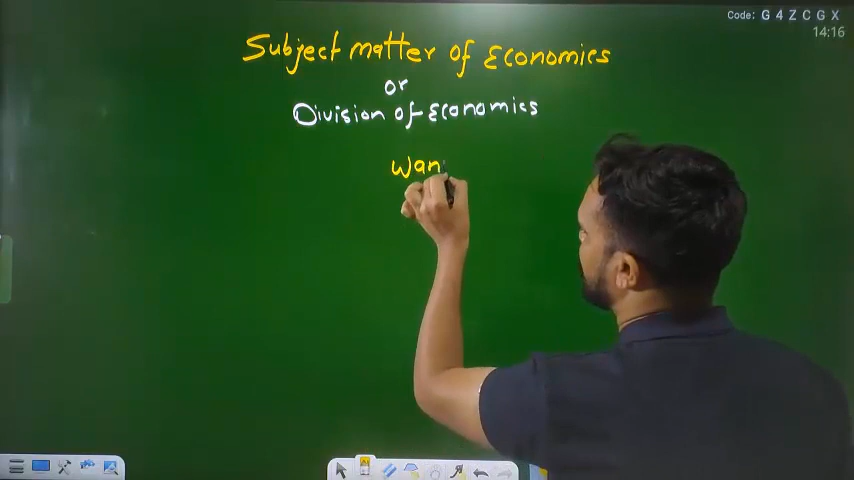 Code: G 4 Z C G X
14:16
Subject matter of Economics
or
Division of Economics
Wan